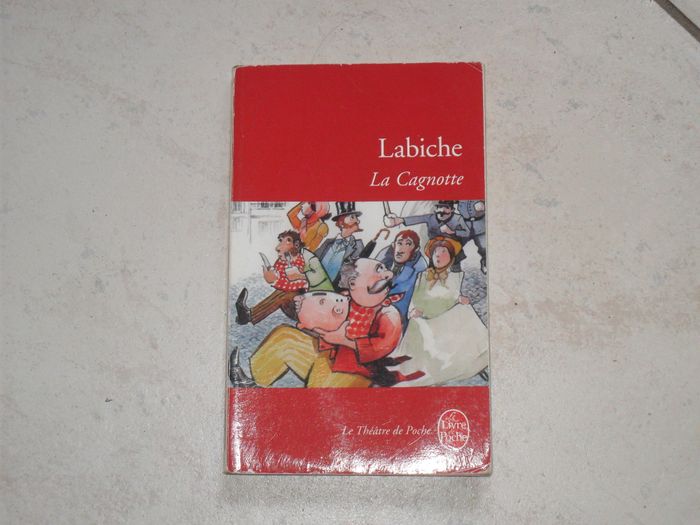 Labiche
La Cagnotte
Le Théâtre de Poche
Le
Livre
de
Poche